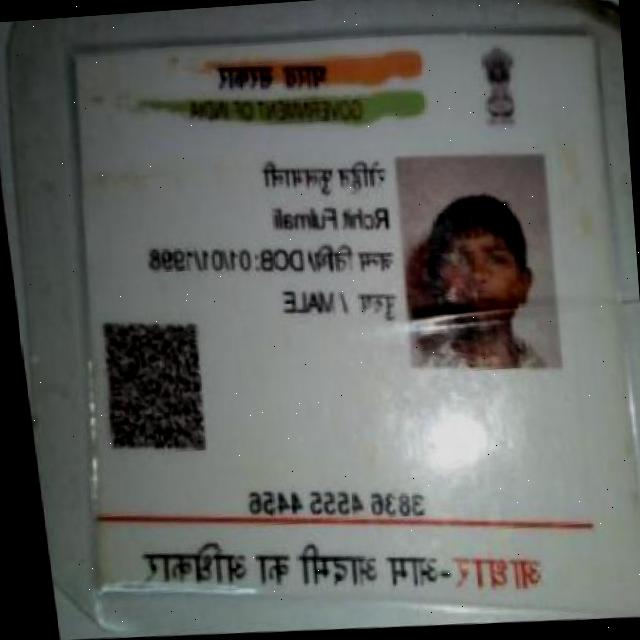 भारत सरकार
GOVERNMENT OF INDIA
रोहित फुलमाली
Rohit Fulmali
जन्म तिथि/DOB:01/01/1998
पुरुष / MALE
3836 4555 4456
आधार-आम आदमी का अधिकार